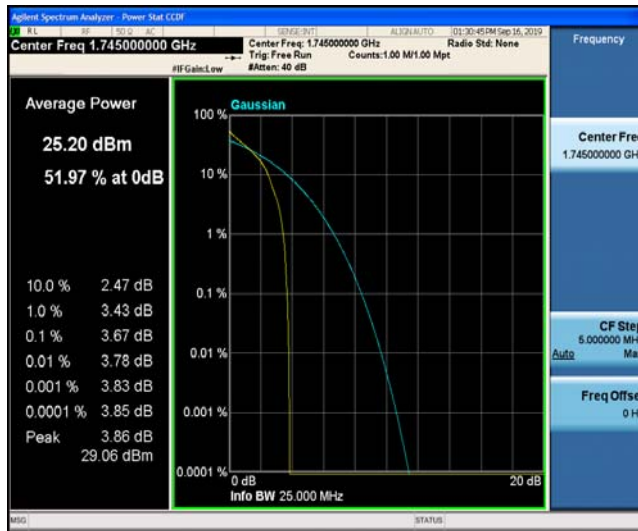 Agilent Spectrum Analyzer - Power Stat CCDF
RL RF 50 Ω AC SENSE:INT ALIGN AUTO 01:30:45 PM Sep 16, 2019
Center Freq 1.745000000 GHz
Center Freq: 1.745000000 GHz Radio Std: None
Trig: Free Run Counts:1.00 M/1.00 Mpt
#IFGain:Low #Atten: 40 dB
Frequency
Average Power
25.20 dBm
51.97 % at 0dB
10.0 % 2.47 dB
1.0 % 3.43 dB
0.1 % 3.67 dB
0.01 % 3.78 dB
0.001 % 3.83 dB
0.0001 % 3.85 dB
Peak 3.86 dB
29.06 dBm
Gaussian
100 %
10 %
1 %
0.1 %
0.01 %
0.001 %
0.0001 %
0 dB 20 dB
Info BW 25.000 MHz
Center Fre
1.745000000 GH
CF Step
5.000000 MH
Auto Ma
Freq Offse
0 H
MSG STATUS